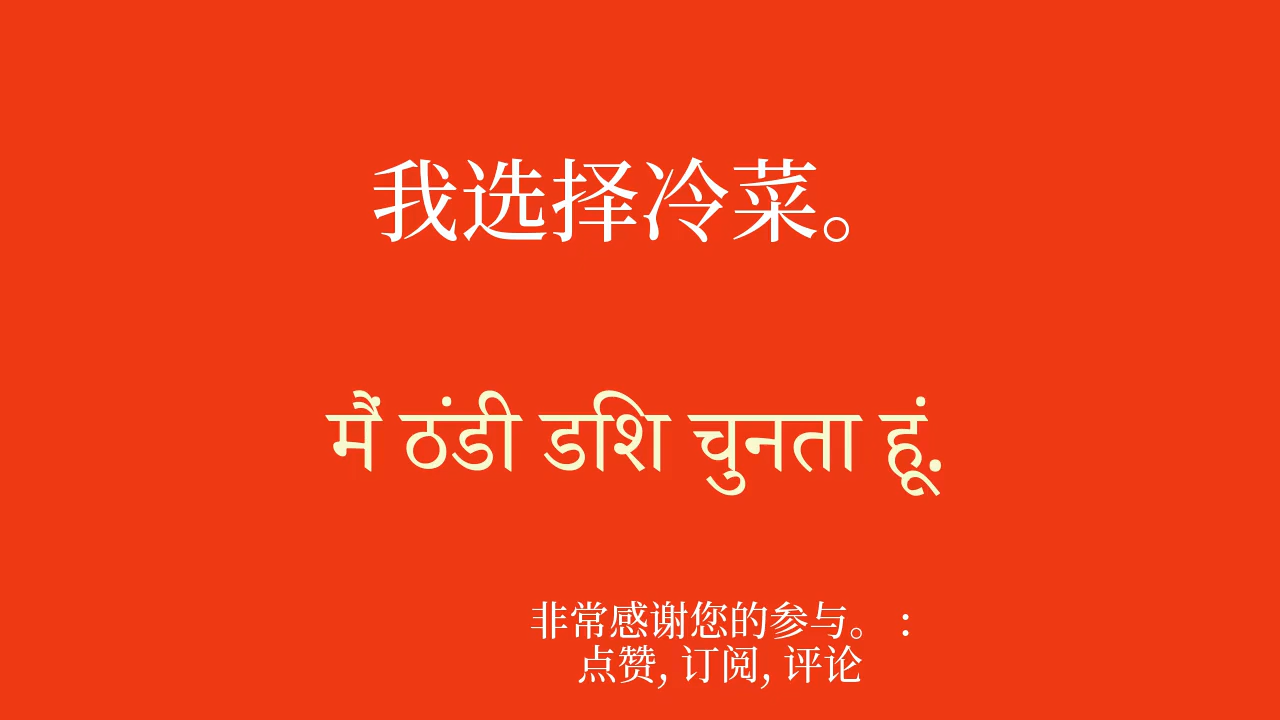 我选择冷菜。
मैं ठंडी डशि चुनता हूं.
非常感谢您的参与。 :
点赞, 订阅, 评论